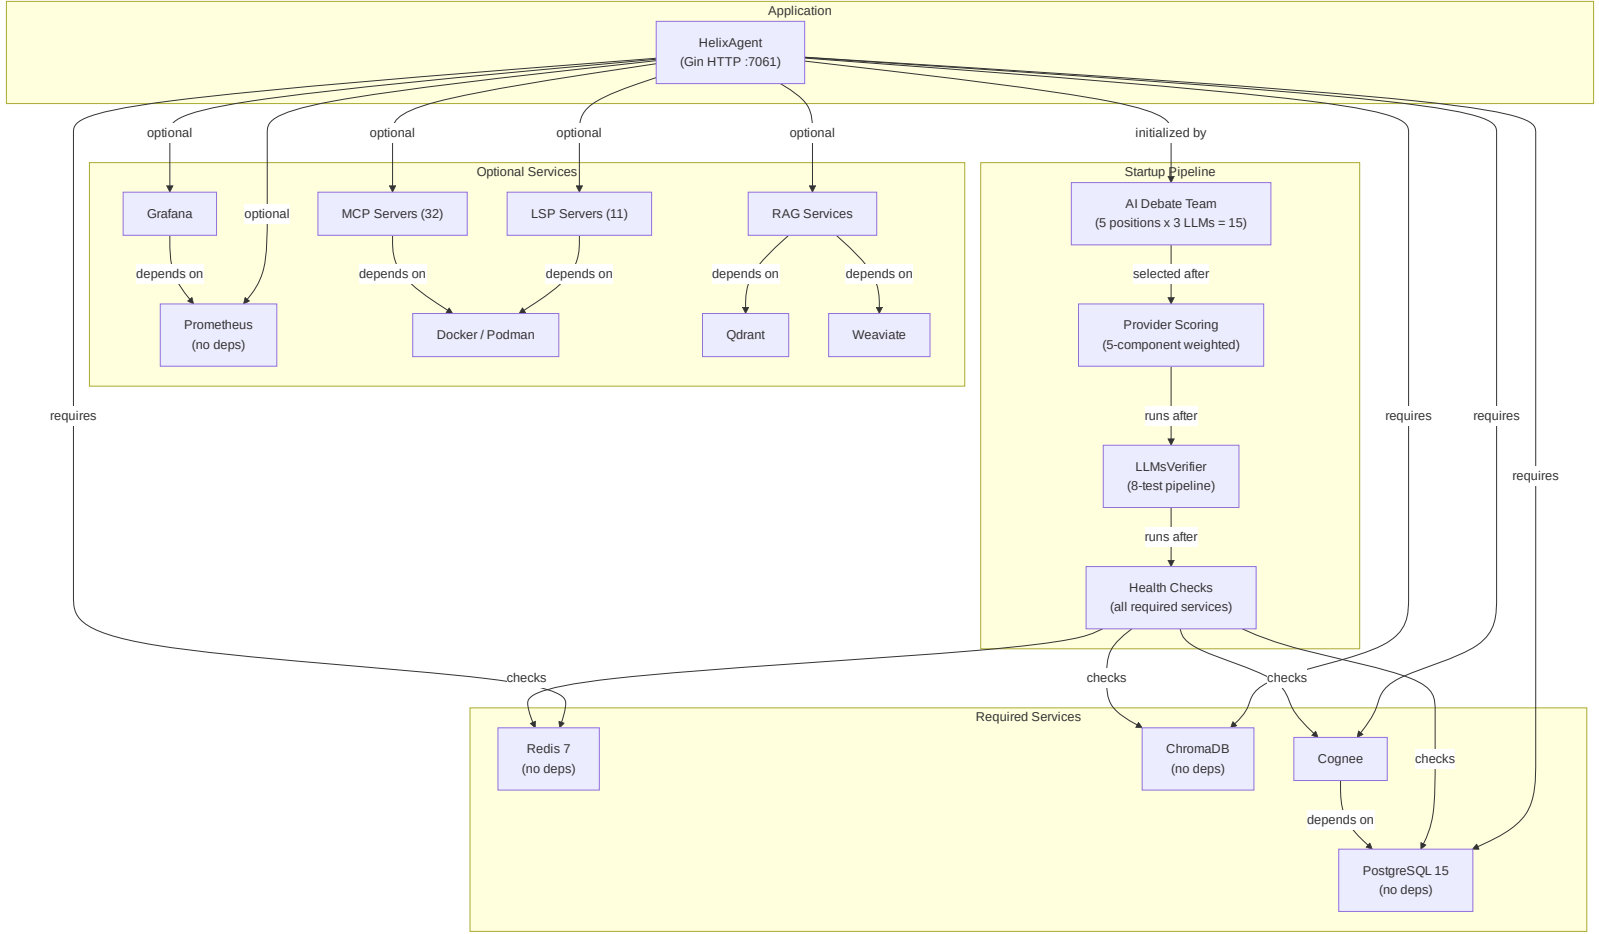 Application
HelixAgent
(Gin HTTP :7061)
optional
optional
optional
optional
initialized by
Optional Services
Startup Pipeline
Grafana
optional
MCP Servers (32)
LSP Servers (11)
RAG Services
AI Debate Team
(5 positions x 3 LLMs = 15)
depends on
depends on
depends on
depends on
depends on
selected after
Prometheus
(no deps)
Docker / Podman
Qdrant
Weaviate
Provider Scoring
(5-component weighted)
requires
runs after
requires
requires
requires
LLMsVerifier
(8-test pipeline)
runs after
Health Checks
(all required services)
checks
checks
checks
Required Services
Redis 7
(no deps)
ChromaDB
(no deps)
Cognee
checks
depends on
PostgreSQL 15
(no deps)